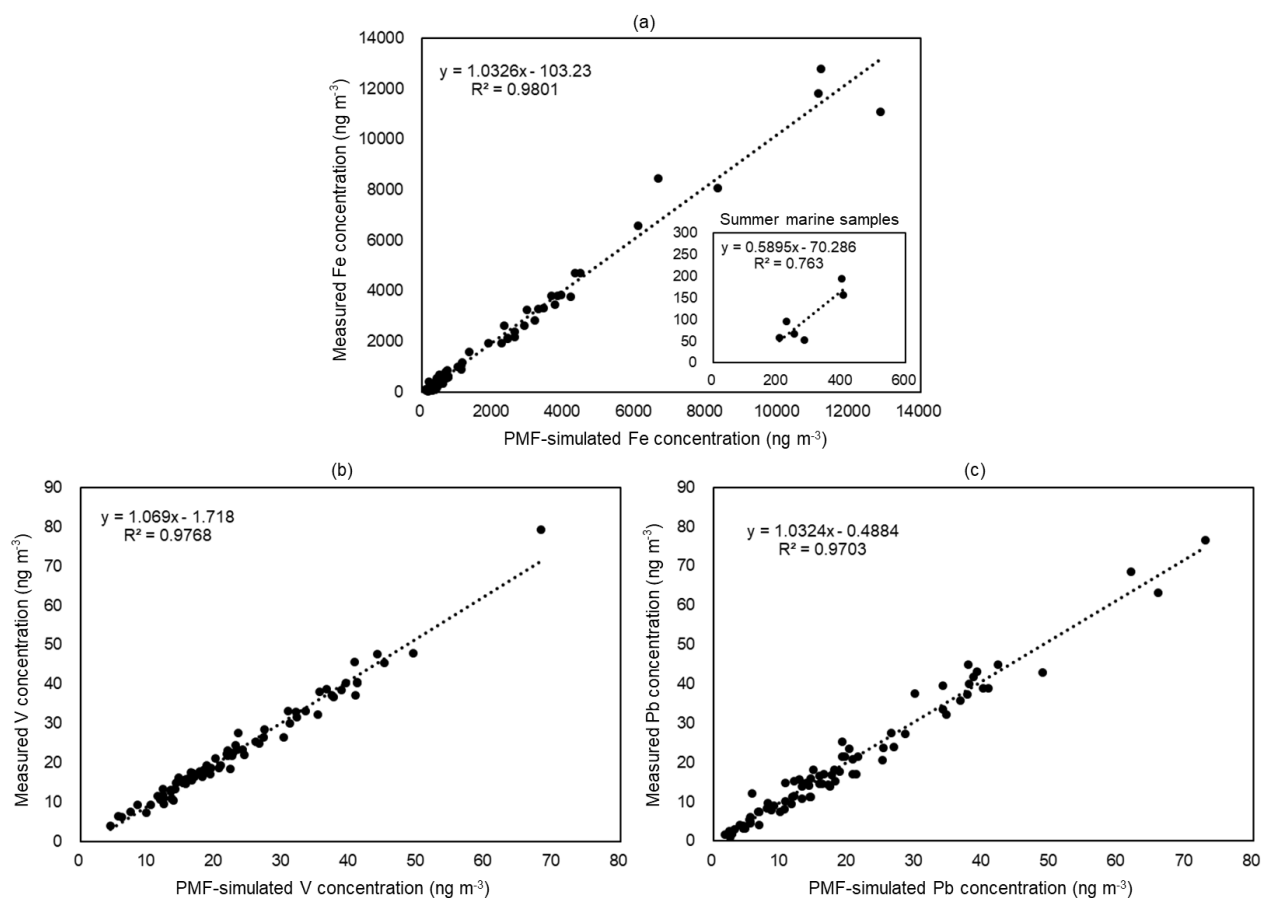 (a)
14000
12000
10000
8000
6000
4000
2000
0
Measured Fe concentration (ng m⁻³)
y = 1.0326x - 103.23
R² = 0.9801
Summer marine samples
300
250
200
150
100
50
0
y = 0.5895x - 70.286
R² = 0.763
0 200 400 600
0 2000 4000 6000 8000 10000 12000 14000
PMF-simulated Fe concentration (ng m⁻³)
(b)
90
80
70
60
50
40
30
20
10
0
Measured V concentration (ng m⁻³)
y = 1.069x - 1.718
R² = 0.9768
0 10 20 30 40 50 60 70 80
PMF-simulated V concentration (ng m⁻³)
(c)
90
80
70
60
50
40
30
20
10
0
Measured Pb concentration (ng m⁻³)
y = 1.0324x - 0.4884
R² = 0.9703
0 10 20 30 40 50 60 70 80
PMF-simulated Pb concentration (ng m⁻³)